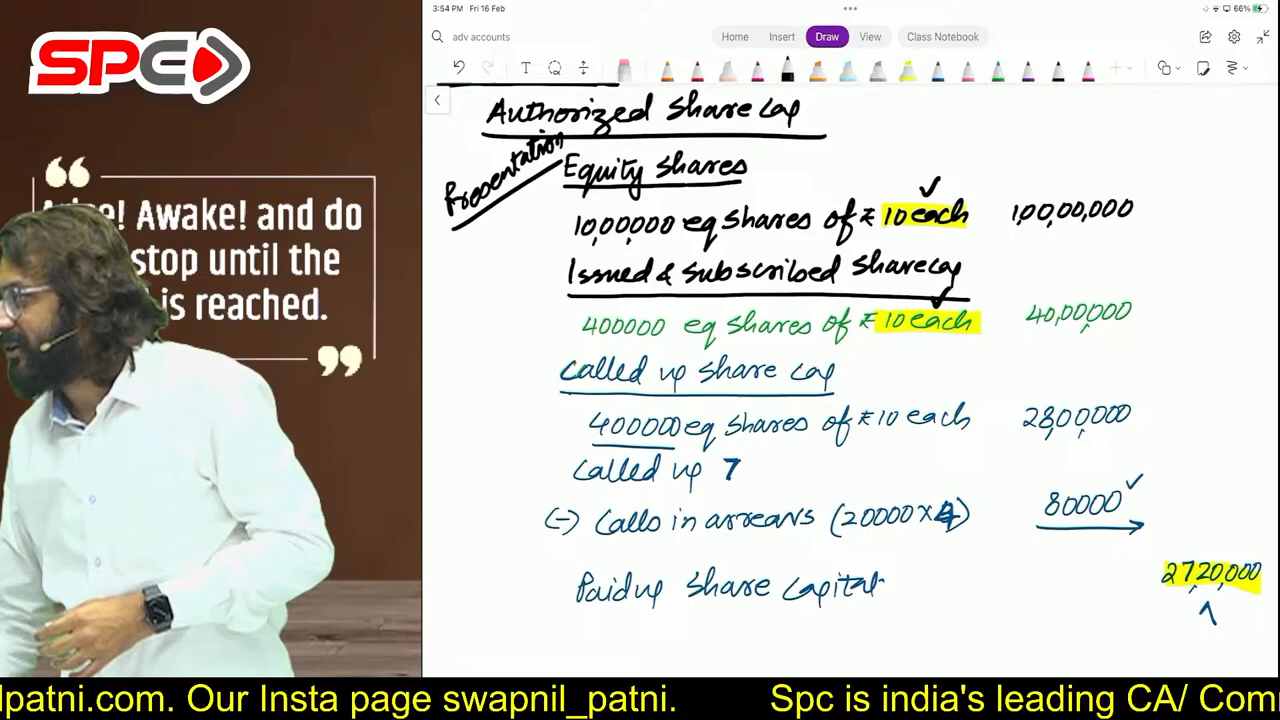 3:54 PM Fri 16 Feb
66%
adv accounts
Home Insert Draw View Class Notebook
SPC
Awake! and do
stop until the
is reached.
Authorized share cap
Presentation
Equity shares
10,00,000 eq shares of ₹ 10 each 1,00,00,000
Issued & subscribed share cap
400000 eq shares of ₹ 10 each 40,00,000
Called up share cap
400000 eq shares of ₹ 10 each 28,00,000
Called up 7
(-) Calls in arrears (20000 x 4) 80000
Paid up share capital 27,20,000
lpatni.com. Our Insta page swapnil_patni. Spc is india's leading CA/ Com